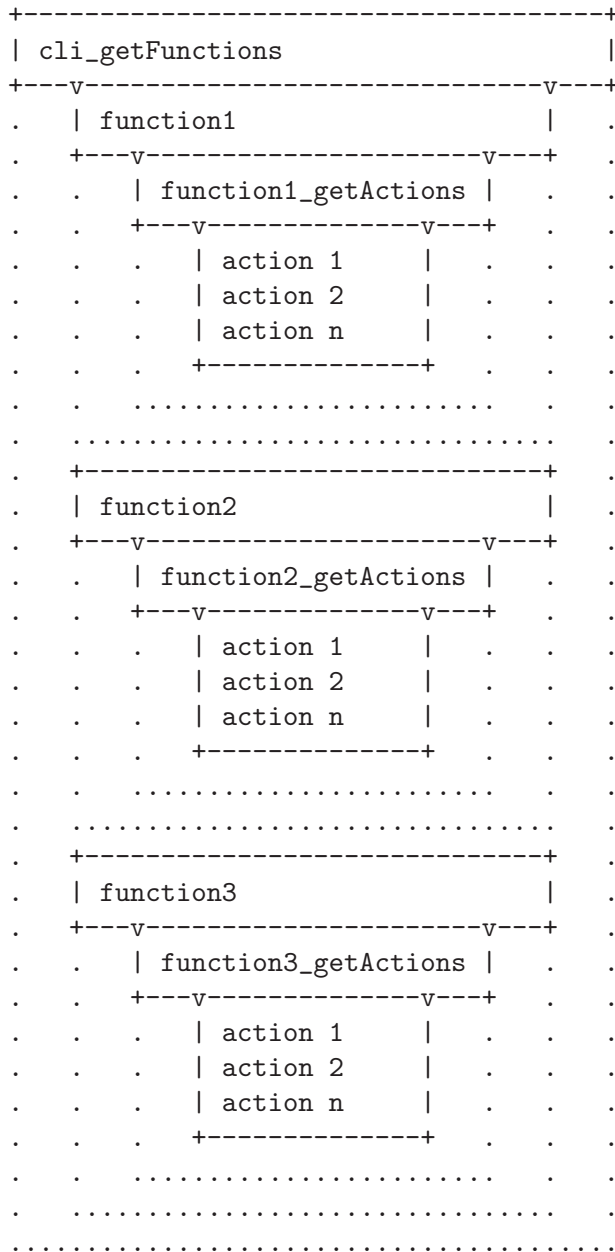 +---------------------------------------+
| cli_getFunctions                      |
+---v------------------------------v---+
.   | function1                    |   .
.   +---v----------------------v---+   .
.   .   | function1_getActions |   .   .
.   .   +---v--------------v---+   .   .
.   .   .   | action 1     |   .   .   .
.   .   .   | action 2     |   .   .   .
.   .   .   | action n     |   .   .   .
.   .   .   +--------------+   .   .   .
.   .   ........................   .   .
.   ................................   .
.   +------------------------------+   .
.   | function2                    |   .
.   +---v----------------------v---+   .
.   .   | function2_getActions |   .   .
.   .   +---v--------------v---+   .   .
.   .   .   | action 1     |   .   .   .
.   .   .   | action 2     |   .   .   .
.   .   .   | action n     |   .   .   .
.   .   .   +--------------+   .   .   .
.   .   ........................   .   .
.   ................................   .
.   +------------------------------+   .
.   | function3                    |   .
.   +---v----------------------v---+   .
.   .   | function3_getActions |   .   .
.   .   +---v--------------v---+   .   .
.   .   .   | action 1     |   .   .   .
.   .   .   | action 2     |   .   .   .
.   .   .   | action n     |   .   .   .
.   .   .   +--------------+   .   .   .
.   .   ........................   .   .
.   ................................   .
........................................